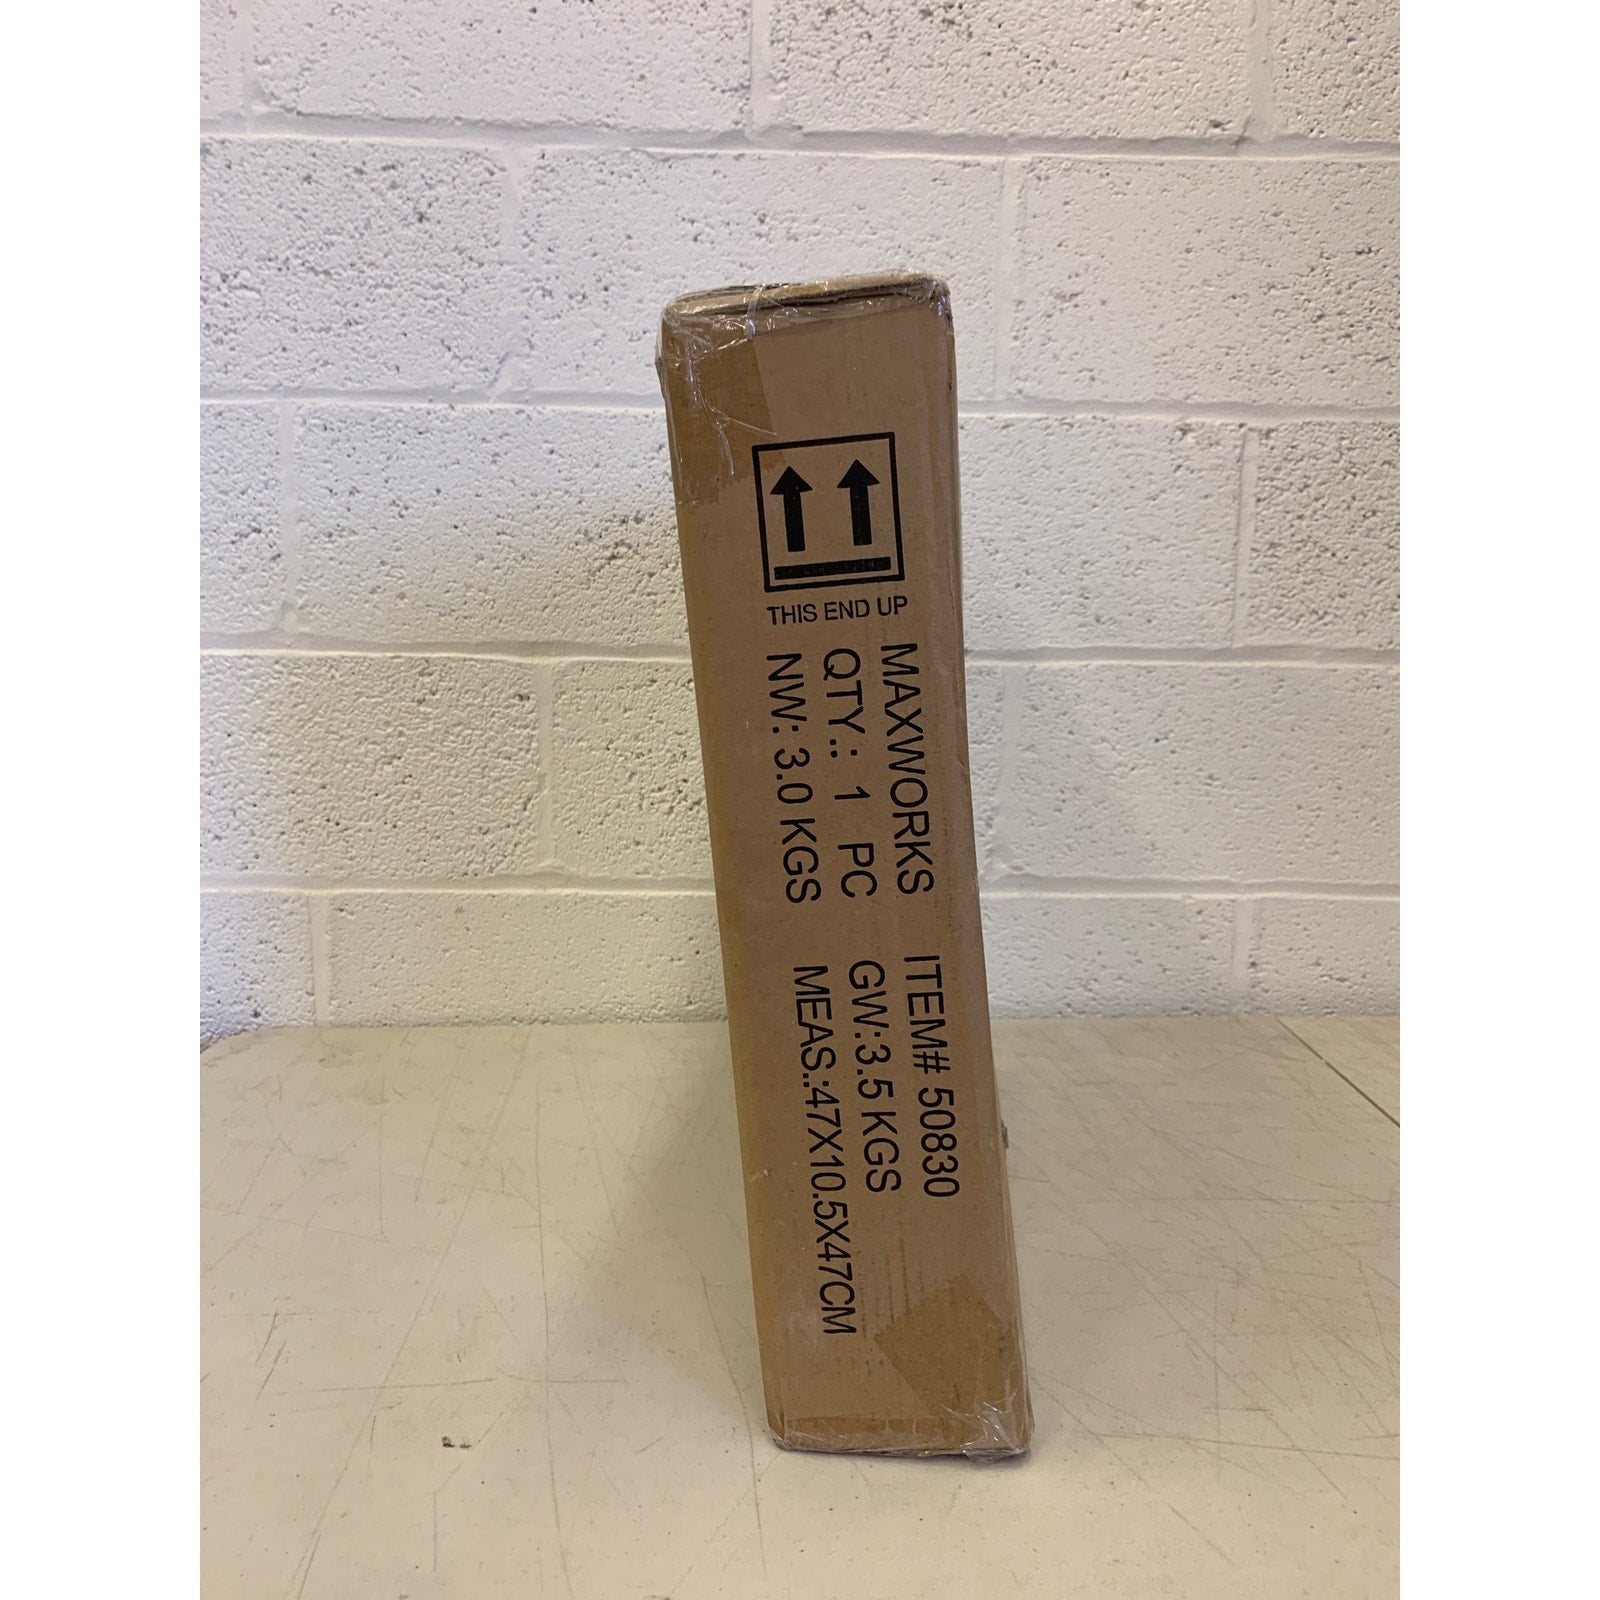 THIS END UP
MAXWORKS ITEM# 50830
QTY.: 1 PC GW:3.5 KGS
NW: 3.0 KGS MEAS.:47X10.5X47CM